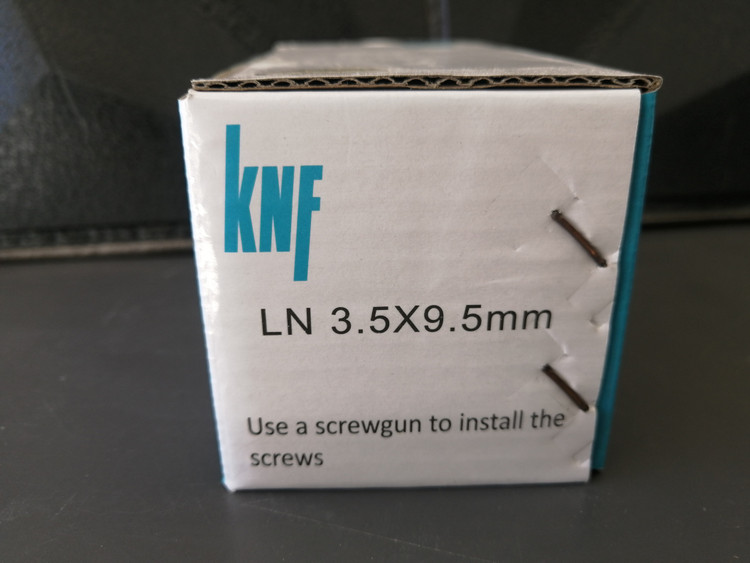 knf
LN 3.5X9.5mm
Use a screwgun to install the
screws